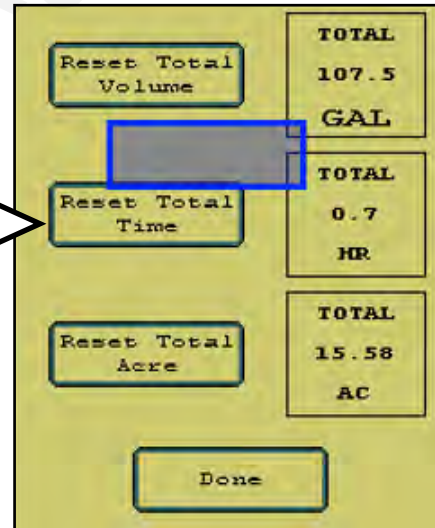 Reset Total
Volume
TOTAL
107.5
GAL
Reset Total
Time
TOTAL
0.7
HR
Reset Total
Acre
TOTAL
15.58
AC
Done